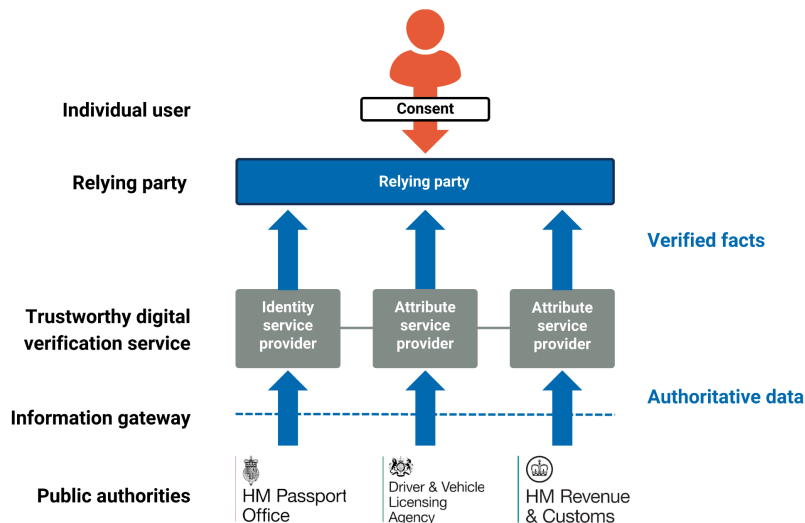 Individual user
Consent
Relying party
Relying party
Verified facts
Trustworthy digital
verification service
Identity
service
provider
Attribute
service
provider
Attribute
service
provider
Authoritative data
Information gateway
Public authorities
HM Passport
Office
Driver & Vehicle
Licensing
Agency
HM Revenue
& Customs